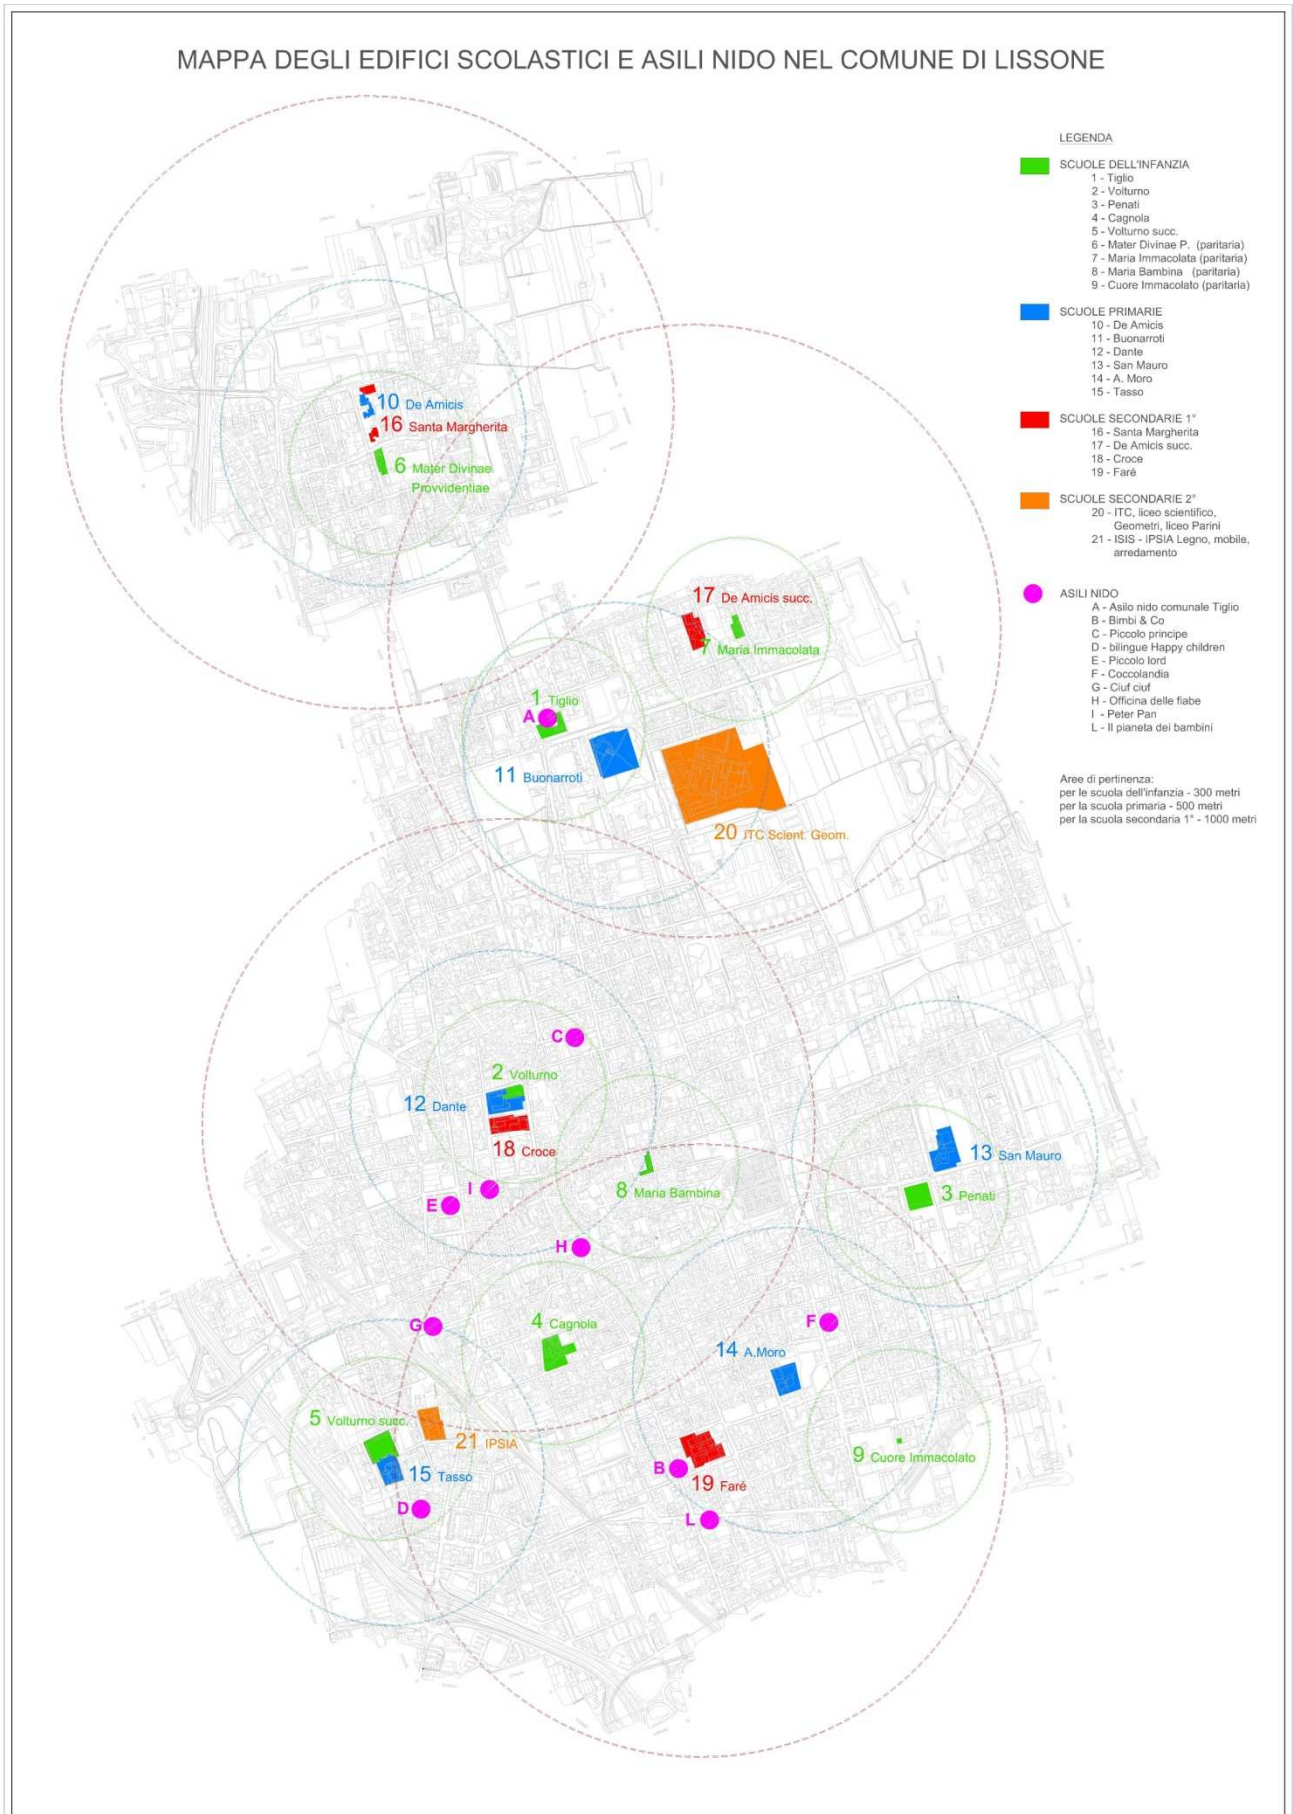 MAPPA DEGLI EDIFICI SCOLASTICI E ASILI NIDO NEL COMUNE DI LISSONE
LEGENDA
SCUOLE DELL'INFANZIA
1 - Tiglio
2 - Volturno
3 - Penati
4 - Cagnola
5 - Volturno succ.
6 - Mater Divinae P. (paritaria)
7 - Maria Immacolata (paritaria)
8 - Maria Bambina (paritaria)
9 - Cuore Immacolato (paritaria)
SCUOLE PRIMARIE
10 - De Amicis
11 - Buonarroti
12 - Dante
13 - San Mauro
14 - A. Moro
15 - Tasso
SCUOLE SECONDARIE 1°
16 - Santa Margherita
17 - De Amicis succ.
18 - Croce
19 - Faré
SCUOLE SECONDARIE 2°
20 - ITC, liceo scientifico,
Geometri, liceo Parini
21 - ISIS - IPSIA Legno, mobile,
arredamento
ASILI NIDO
A - Asilo nido comunale Tiglio
B - Bimbi & Co
C - Piccolo principe
D - bilingue Happy children
E - Piccolo lord
F - Coccolandia
G - Ciuf ciuf
H - Officina delle fiabe
I - Peter Pan
L - Il pianeta dei bambini
Aree di pertinenza:
per le scuola dell'infanzia - 300 metri
per la scuola primaria - 500 metri
per la scuola secondaria 1° - 1000 metri
10 De Amicis
16 Santa Margherita
6 Mater Divinae
Provvidentiae
17 De Amicis succ.
7 Maria Immacolata
1 Tiglio
A
11 Buonarroti
20 ITC Scient. Geom.
C
2 Volturno
12 Dante
18 Croce
13 San Mauro
I
8 Maria Bambina
3 Penati
E
H
4 Cagnola
F
G
14 A.Moro
5 Volturno succ.
21 IPSIA
9 Cuore Immacolato
15 Tasso
B
19 Faré
D
L